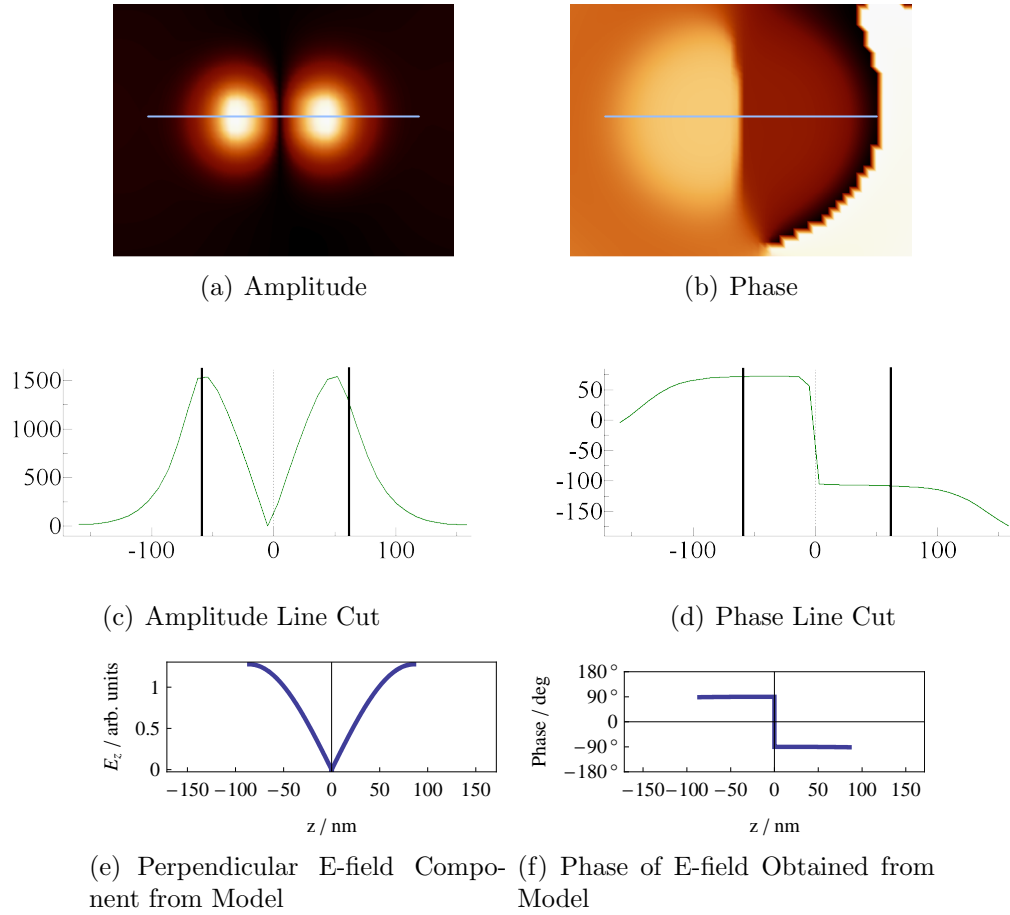 (a) Amplitude
(b) Phase
1500
1000
500
0
-100
0
100
50
0
-50
-100
-150
-100
0
100
(c) Amplitude Line Cut
(d) Phase Line Cut
E_z / arb. units
1
0.5
0
−150 −100 −50 0 50 100 150
z / nm
Phase / deg
180°
90°
0
−90°
−180°
−150 −100 −50 0 50 100 150
z / nm
(e) Perpendicular E-field Compo-
nent from Model
(f) Phase of E-field Obtained from
Model